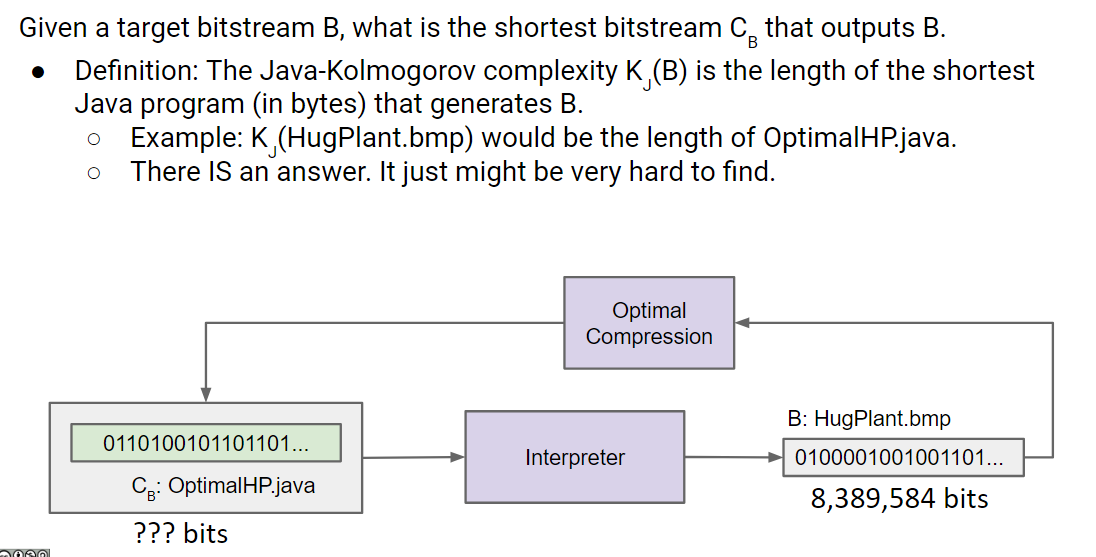 Given a target bitstream B, what is the shortest bitstream C_B that outputs B.
● Definition: The Java-Kolmogorov complexity K_J(B) is the length of the shortest
Java program (in bytes) that generates B.
○ Example: K_J(HugPlant.bmp) would be the length of OptimalHP.java.
○ There IS an answer. It just might be very hard to find.
Optimal
Compression
B: HugPlant.bmp
0110100101101101...
Interpreter
0100001001001101...
C_B: OptimalHP.java
8,389,584 bits
??? bits